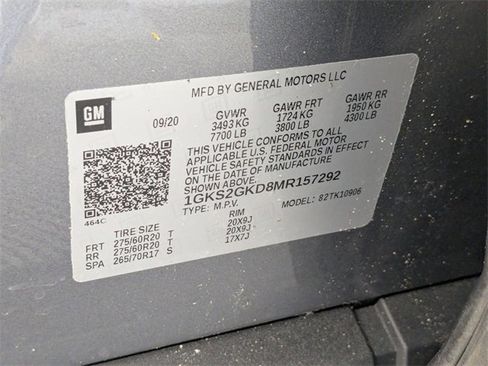 MFD BY GENERAL MOTORS LLC
GM
09/20
GVWR GAWR FRT GAWR RR
3493 KG 1724 KG 1950 KG
7700 LB 3800 LB 4300 LB
THIS VEHICLE CONFORMS TO ALL
APPLICABLE U.S. FEDERAL MOTOR
VEHICLE SAFETY STANDARDS IN EFFECT
ON THE DATE OF MANUFACTURE
SHOWN ABOVE.
1GKS2GKD8MR157292
TYPE: M.P.V. MODEL: 82TK10906
464C
TIRE SIZE RIM
FRT 275/60R20 T 20X9J
RR 275/60R20 T 20X9J
SPA 265/70R17 S 17X7J